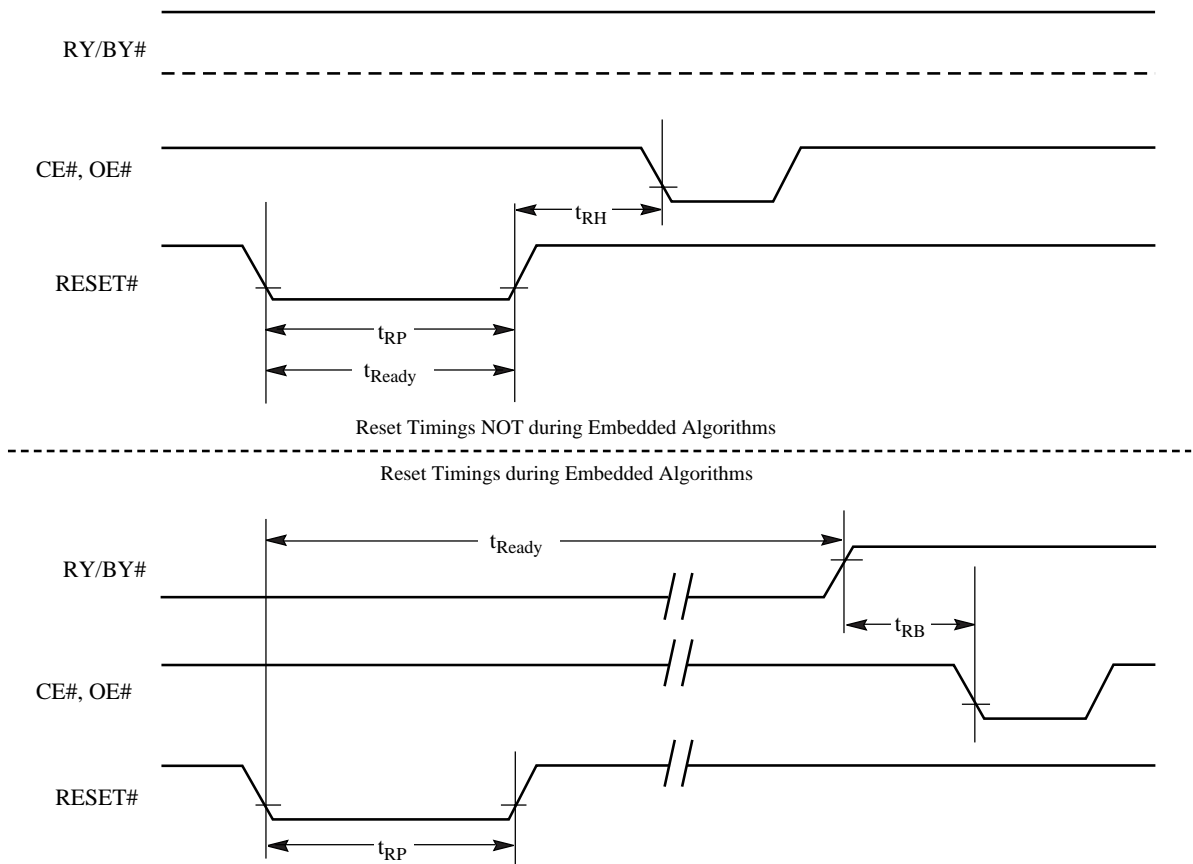 RY/BY#
CE#, OE#
tRH
RESET#
tRP
tReady
Reset Timings NOT during Embedded Algorithms
Reset Timings during Embedded Algorithms
tReady
RY/BY#
tRB
CE#, OE#
RESET#
tRP